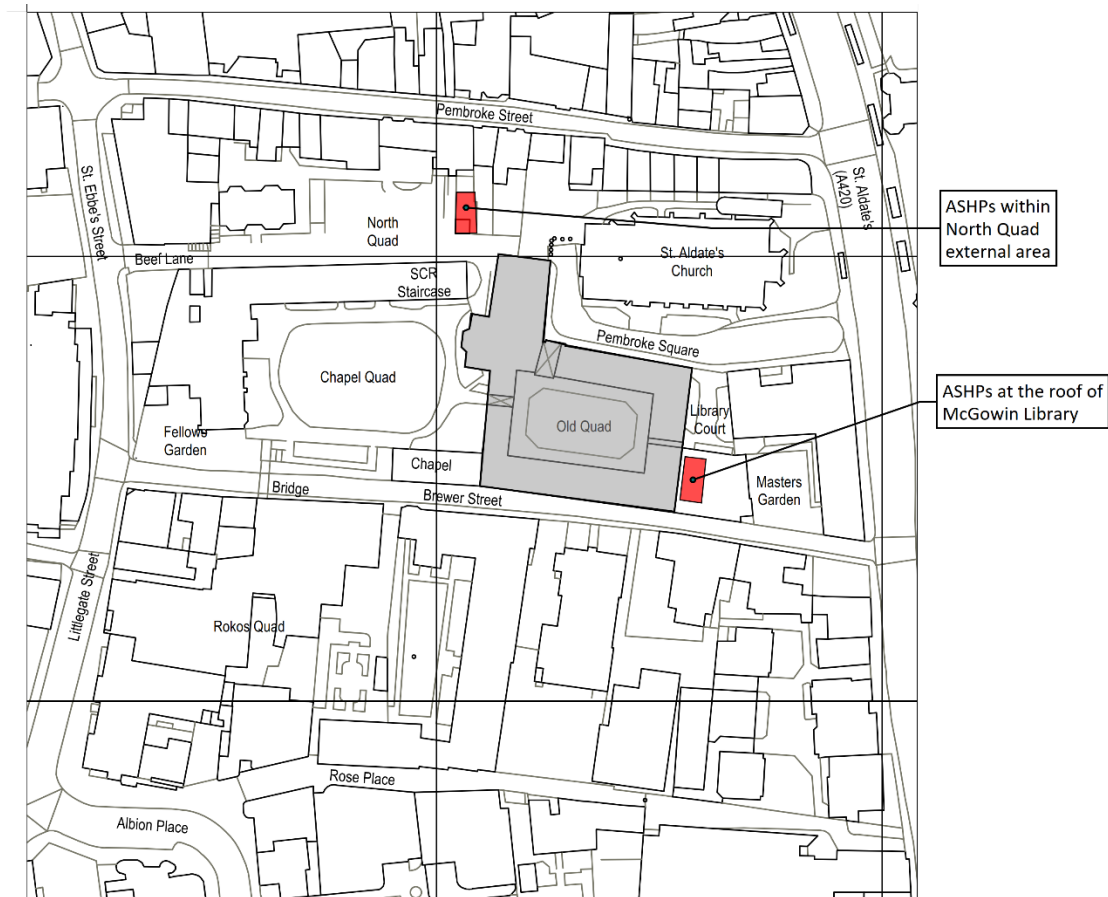 Pembroke Street
St. Ebbe's Street
St. Aldate's
(A420)
ASHPs within
North Quad
external area
North
Quad
Beef Lane
St. Aldate's
Church
SCR
Staircase
Pembroke Square
Chapel Quad
ASHPs at the roof of
McGowin Library
Library
Court
Old Quad
Fellows
Garden
Chapel
Masters
Garden
Bridge
Brewer Street
Littlegate Street
Rokos Quad
Rose Place
Albion Place